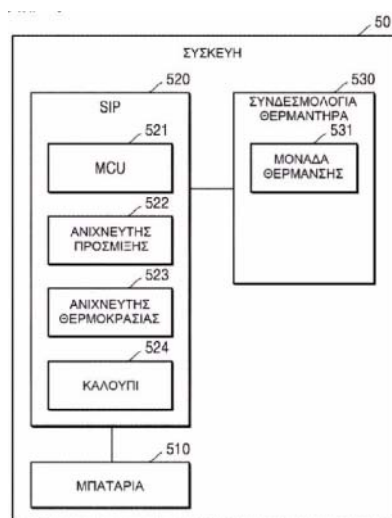 50
ΣΥΣΚΕΥΗ
520
SIP
521
MCU
522
ΑΝΙΧΝΕΥΤΗΣ
ΠΡΟΣΜΙΞΗΣ
523
ΑΝΙΧΝΕΥΤΗΣ
ΘΕΡΜΟΚΡΑΣΙΑΣ
524
ΚΑΛΟΥΠΙ
530
ΣΥΝΔΕΣΜΟΛΟΓΙΑ
ΘΕΡΜΑΝΤΗΡΑ
531
ΜΟΝΑΔΑ
ΘΕΡΜΑΝΣΗΣ
510
ΜΠΑΤΑΡΙΑ